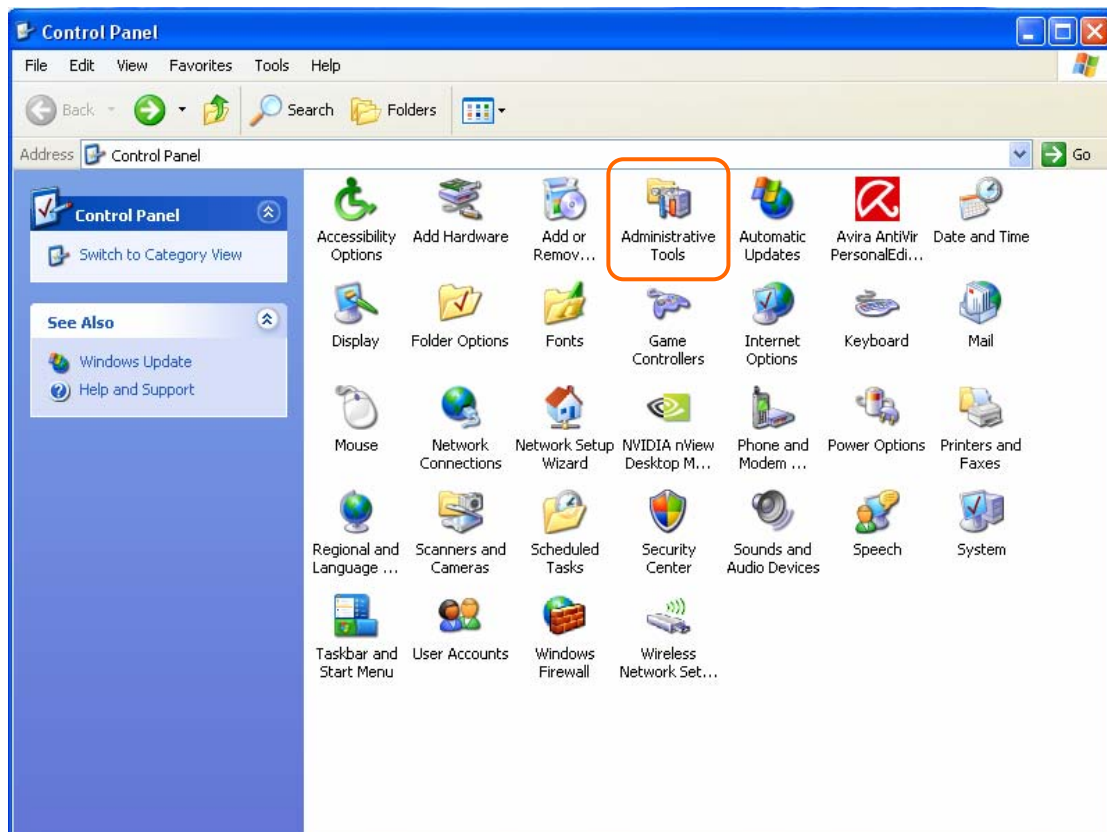 Control Panel
File Edit View Favorites Tools Help
Back Search Folders
Address Control Panel Go
Control Panel
Switch to Category View
See Also
Windows Update
Help and Support
Accessibility Options
Add Hardware
Add or Remov...
Administrative Tools
Automatic Updates
Avira AntiVir PersonalEdi...
Date and Time
Display
Folder Options
Fonts
Game Controllers
Internet Options
Keyboard
Mail
Mouse
Network Connections
Network Setup Wizard
NVIDIA nView Desktop M...
Phone and Modem ...
Power Options
Printers and Faxes
Regional and Language ...
Scanners and Cameras
Scheduled Tasks
Security Center
Sounds and Audio Devices
Speech
System
Taskbar and Start Menu
User Accounts
Windows Firewall
Wireless Network Set...